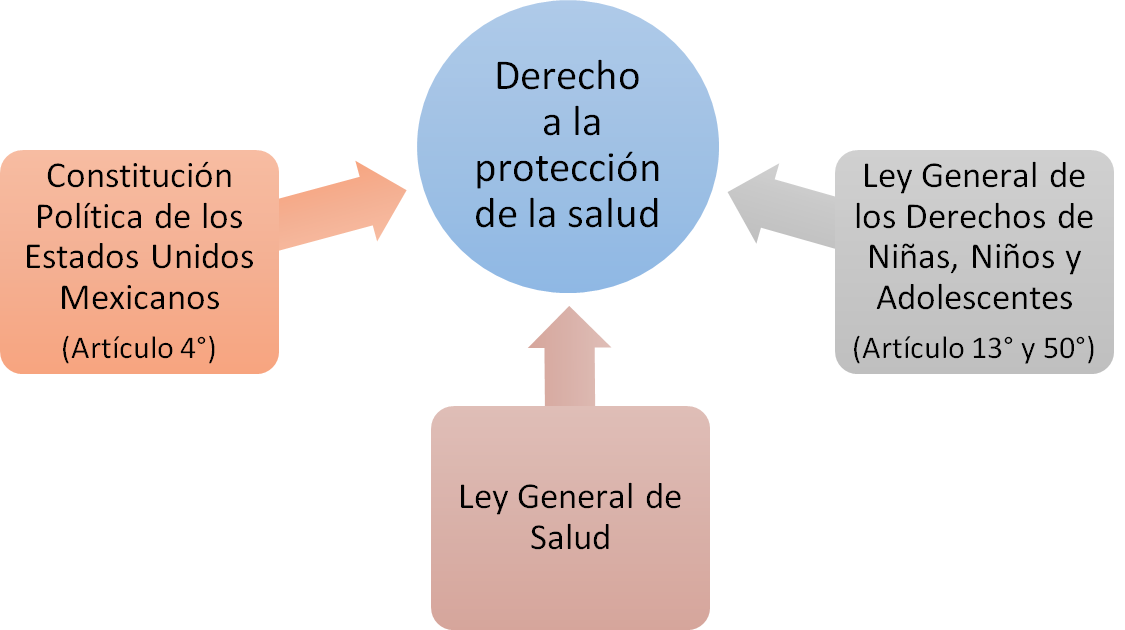 Derecho
a la
protección
de la salud
Constitución
Política de los
Estados Unidos
Mexicanos
(Artículo 4°)
Ley General de
los Derechos de
Niñas, Niños y
Adolescentes
(Artículo 13° y 50°)
Ley General de
Salud